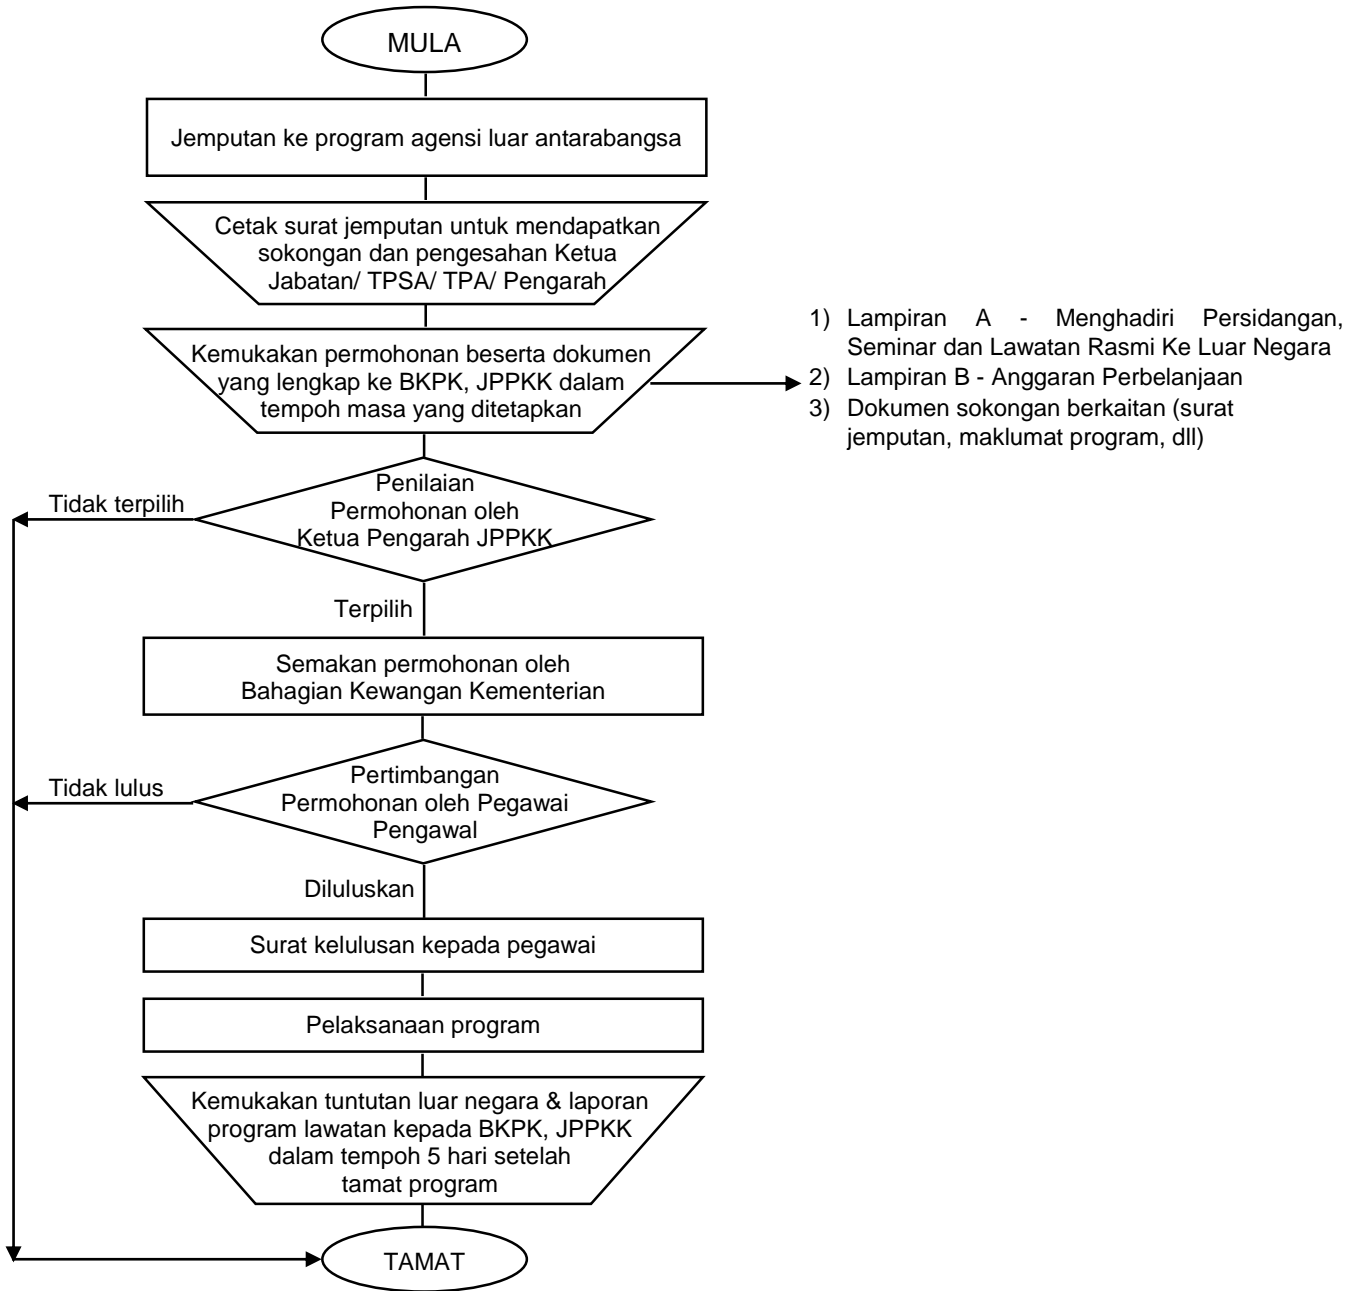 MULA
Jemputan ke program agensi luar antarabangsa
Cetak surat jemputan untuk mendapatkan
sokongan dan pengesahan Ketua
Jabatan/ TPSA/ TPA/ Pengarah
Kemukakan permohonan beserta dokumen
yang lengkap ke BKPK, JPPKK dalam
tempoh masa yang ditetapkan
1) Lampiran A - Menghadiri Persidangan,
Seminar dan Lawatan Rasmi Ke Luar Negara
2) Lampiran B - Anggaran Perbelanjaan
3) Dokumen sokongan berkaitan (surat
jemputan, maklumat program, dll)
Penilaian
Permohonan oleh
Ketua Pengarah JPPKK
Tidak terpilih
Terpilih
Semakan permohonan oleh
Bahagian Kewangan Kementerian
Pertimbangan
Permohonan oleh Pegawai
Pengawal
Tidak lulus
Diluluskan
Surat kelulusan kepada pegawai
Pelaksanaan program
Kemukakan tuntutan luar negara & laporan
program lawatan kepada BKPK, JPPKK
dalam tempoh 5 hari setelah
tamat program
TAMAT